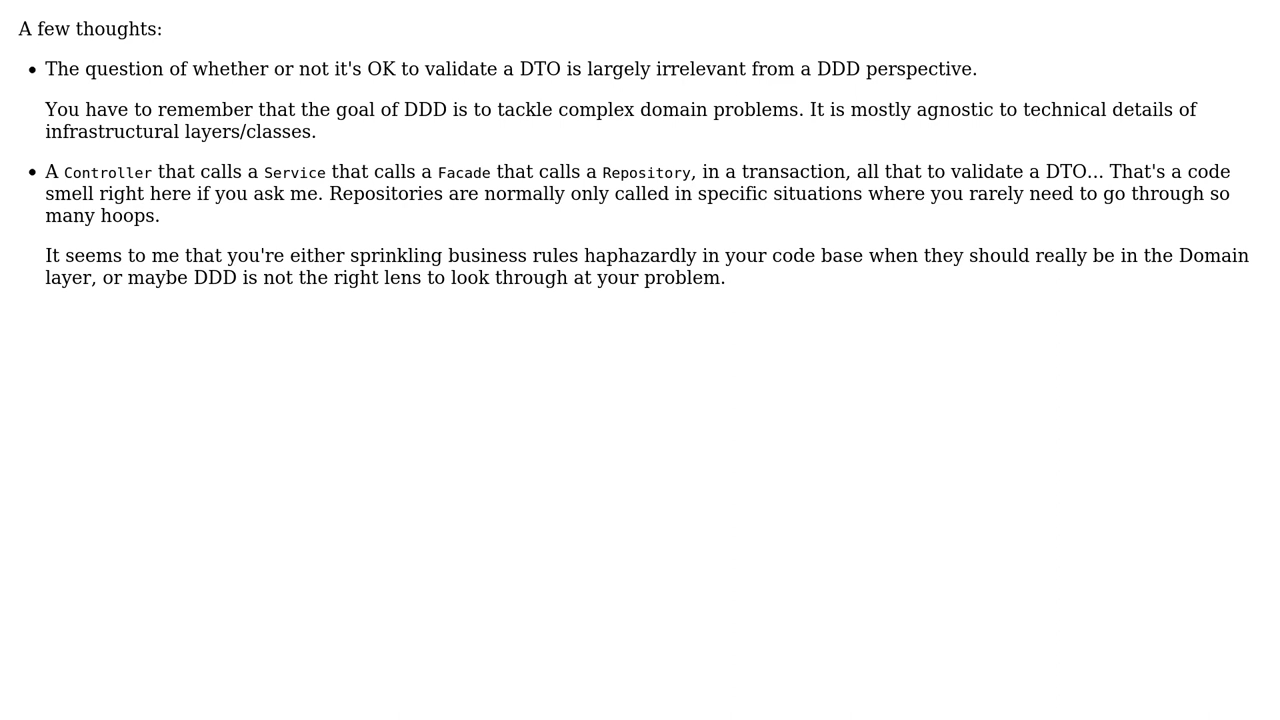 A few thoughts:
• The question of whether or not it's OK to validate a DTO is largely irrelevant from a DDD perspective.
You have to remember that the goal of DDD is to tackle complex domain problems. It is mostly agnostic to technical details of
infrastructural layers/classes.
• A Controller that calls a Service that calls a Facade that calls a Repository, in a transaction, all that to validate a DTO... That's a code
smell right here if you ask me. Repositories are normally only called in specific situations where you rarely need to go through so
many hoops.
It seems to me that you're either sprinkling business rules haphazardly in your code base when they should really be in the Domain
layer, or maybe DDD is not the right lens to look through at your problem.